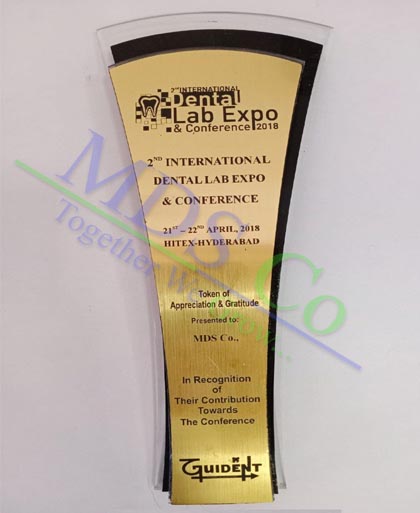 2nd INTERNATIONAL
Dental
Lab Expo
& Conference 2018
2ND INTERNATIONAL
DENTAL LAB EXPO
& CONFERENCE
21ST – 22ND APRIL, 2018
HITEX-HYDERABAD
MDS Co
Together We Grow...
Token of
Appreciation & Gratitude
Presented to:
MDS Co.,
In Recognition
of
Their Contribution
Towards
The Conference
GUIDENT